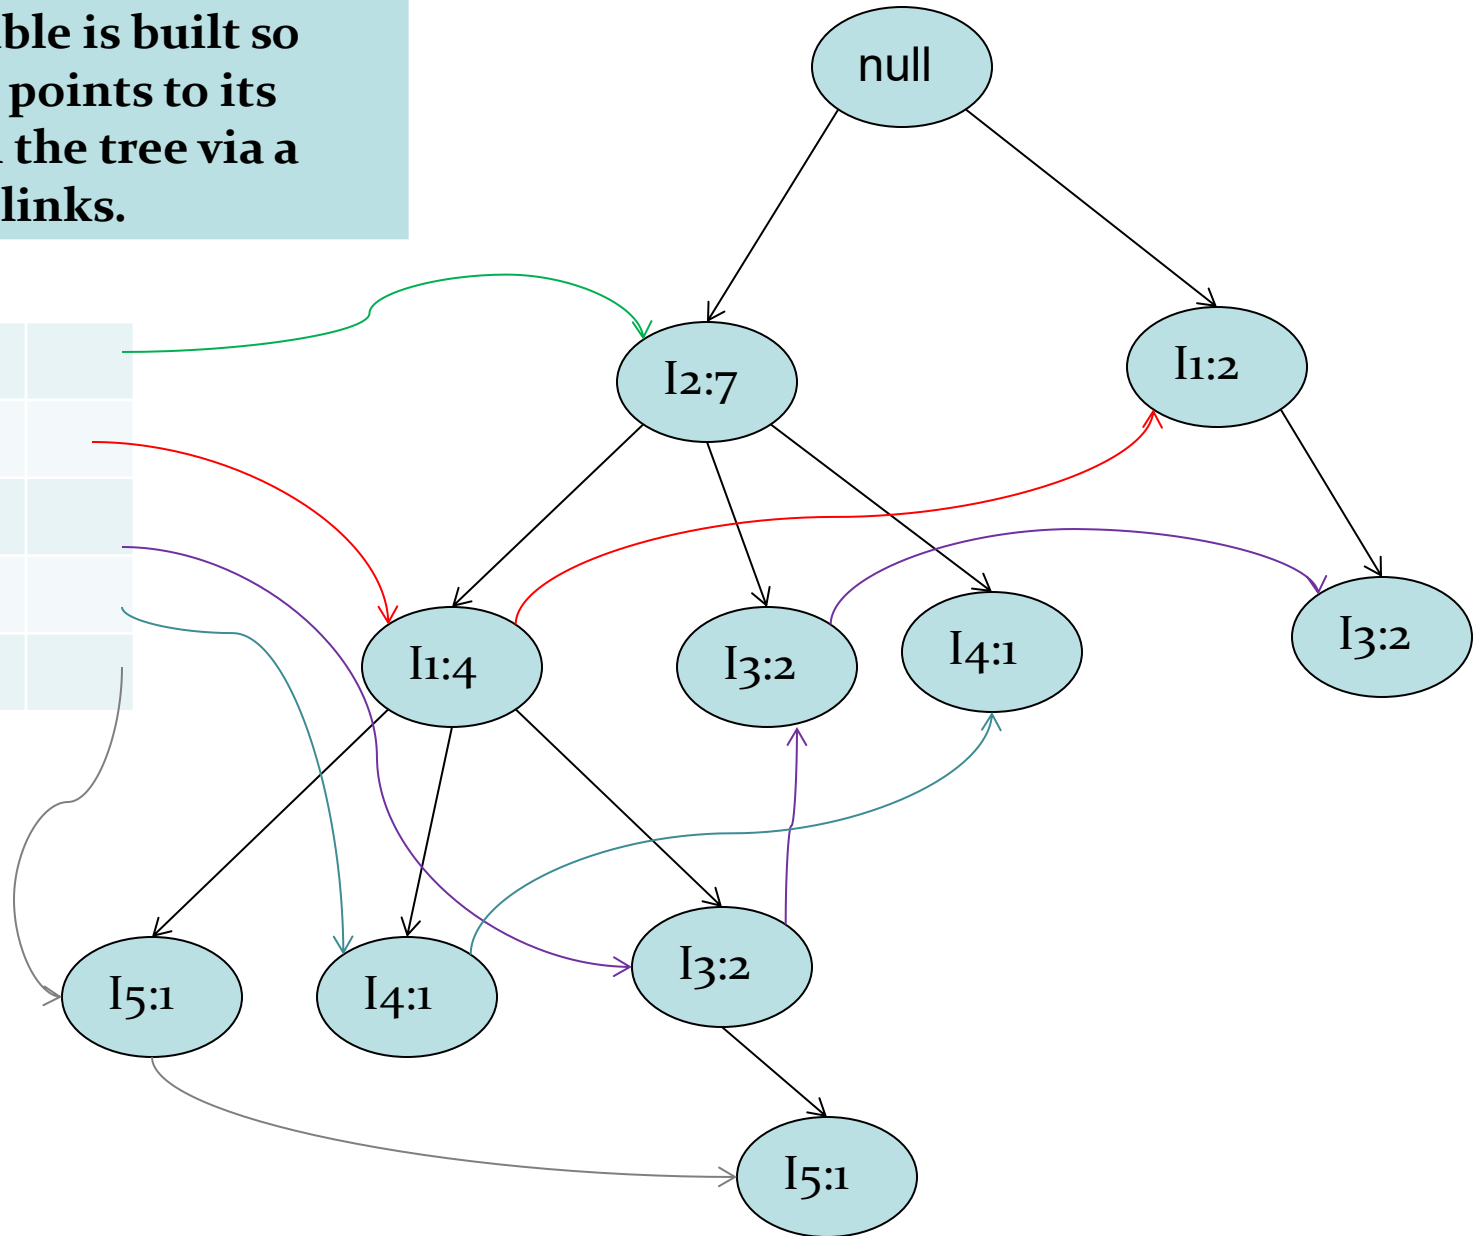 ble is built so
points to its
the tree via a
links.
null
I2:7
I1:2
I1:4
I3:2
I4:1
I3:2
I5:1
I4:1
I3:2
I5:1